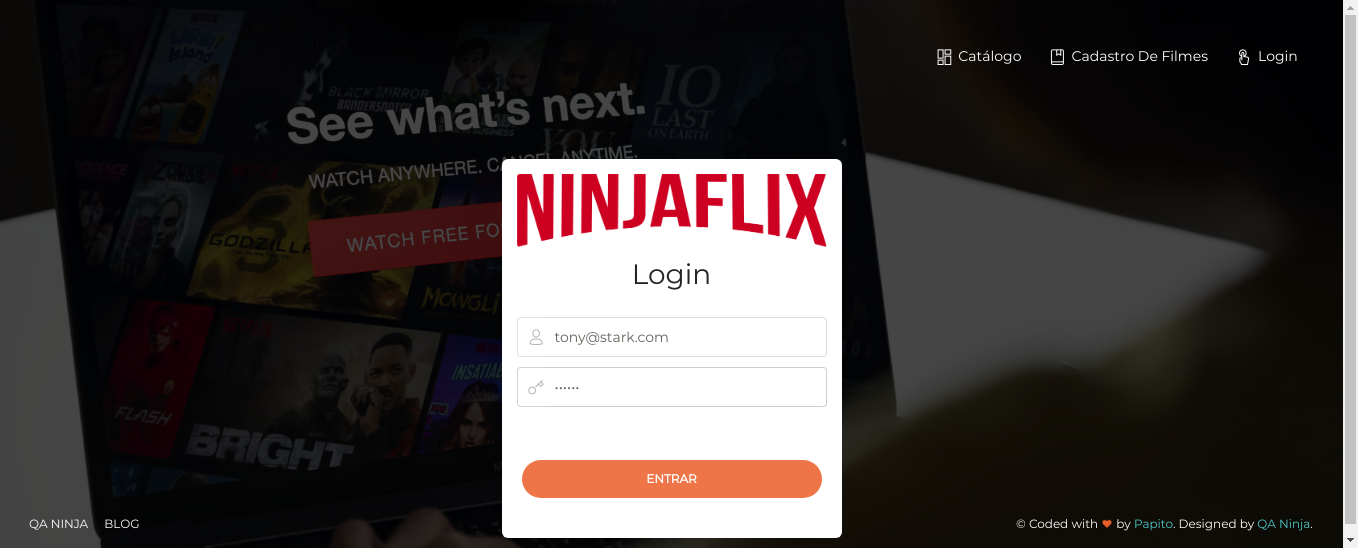 Catálogo
Cadastro De Filmes
Login
BLACK MIRROR
BANDERSNATCH
See what's next.
IO
LAST
ON EARTH
YOU
ZOMBIE
WATCH ANYWHERE. CANCEL ANYTIME.
GODZILLA
WATCH FREE FO
MOWGLI
FLASH
BRIGHT
NINJAFLIX
Login
tony@stark.com
••••••
ENTRAR
QA NINJA
BLOG
© Coded with ♥ by Papito. Designed by QA Ninja.